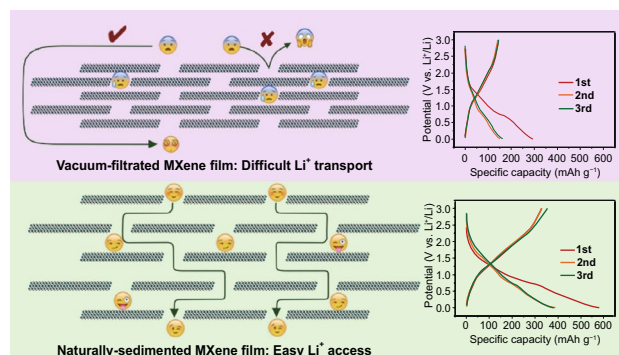 3.0
2.5
2.0
1.5
1.0
0.5
0.0
Potential (V vs. Li⁺/Li)
1st
2nd
3rd
0 100 200 300 400 500 600
Specific capacity (mAh g⁻¹)
Vacuum-filtrated MXene film: Difficult Li⁺ transport
3.0
2.5
2.0
1.5
1.0
0.5
0.0
Potential (V vs. Li⁺/Li)
1st
2nd
3rd
0 100 200 300 400 500 600
Specific capacity (mAh g⁻¹)
Naturally-sedimented MXene film: Easy Li⁺ access